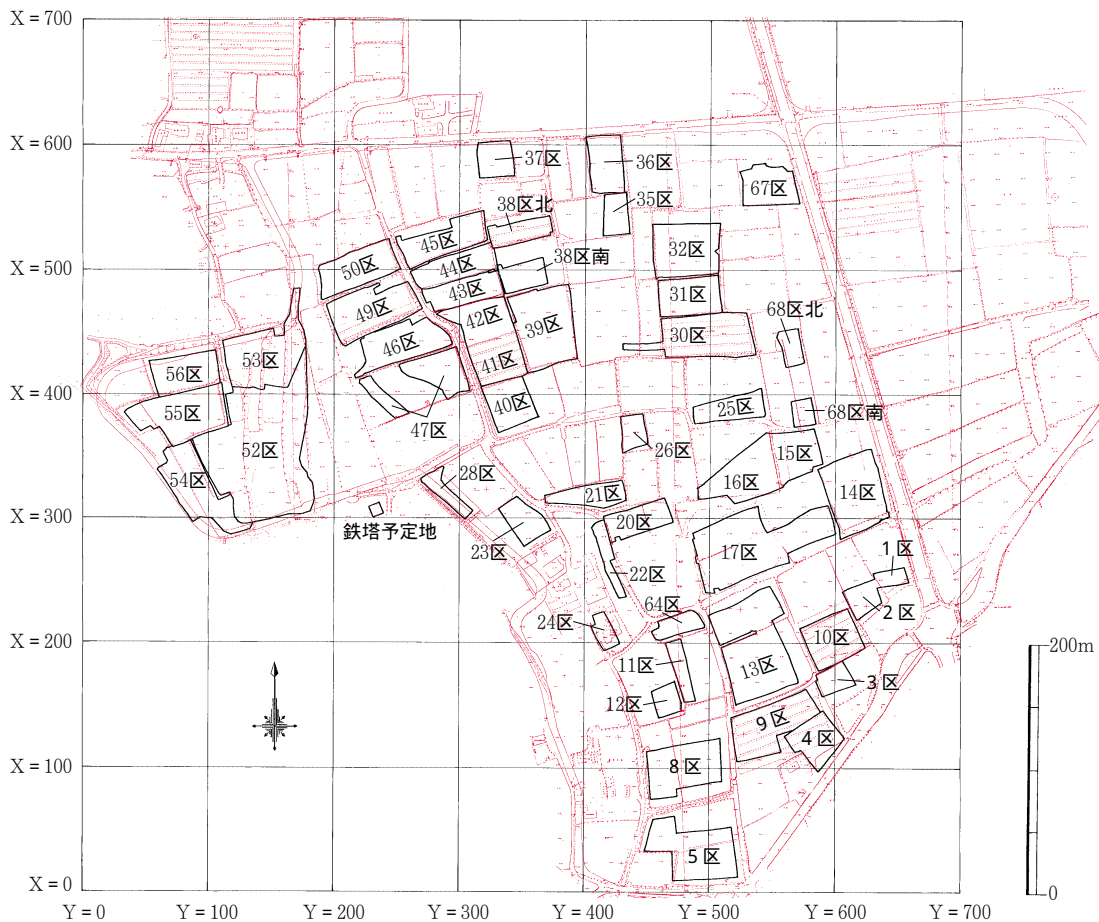 X = 700
X = 600
37区
36区
67区
35区
38区北
45区
32区
50区
44区
38区南
X = 500
43区
31区
49区
42区
39区
68区北
30区
46区
53区
41区
56区
X = 400
40区
25区
68区南
55区
47区
26区
15区
52区
28区
16区
54区
21区
14区
20区
X = 300
鉄塔予定地
23区
17区
1区
22区
64区
2区
24区
10区
X = 200
200m
11区
13区
3区
12区
9区
4区
X = 100
8区
5区
X = 0
0
Y = 0
Y = 100
Y = 200
Y = 300
Y = 400
Y = 500
Y = 600
Y = 700